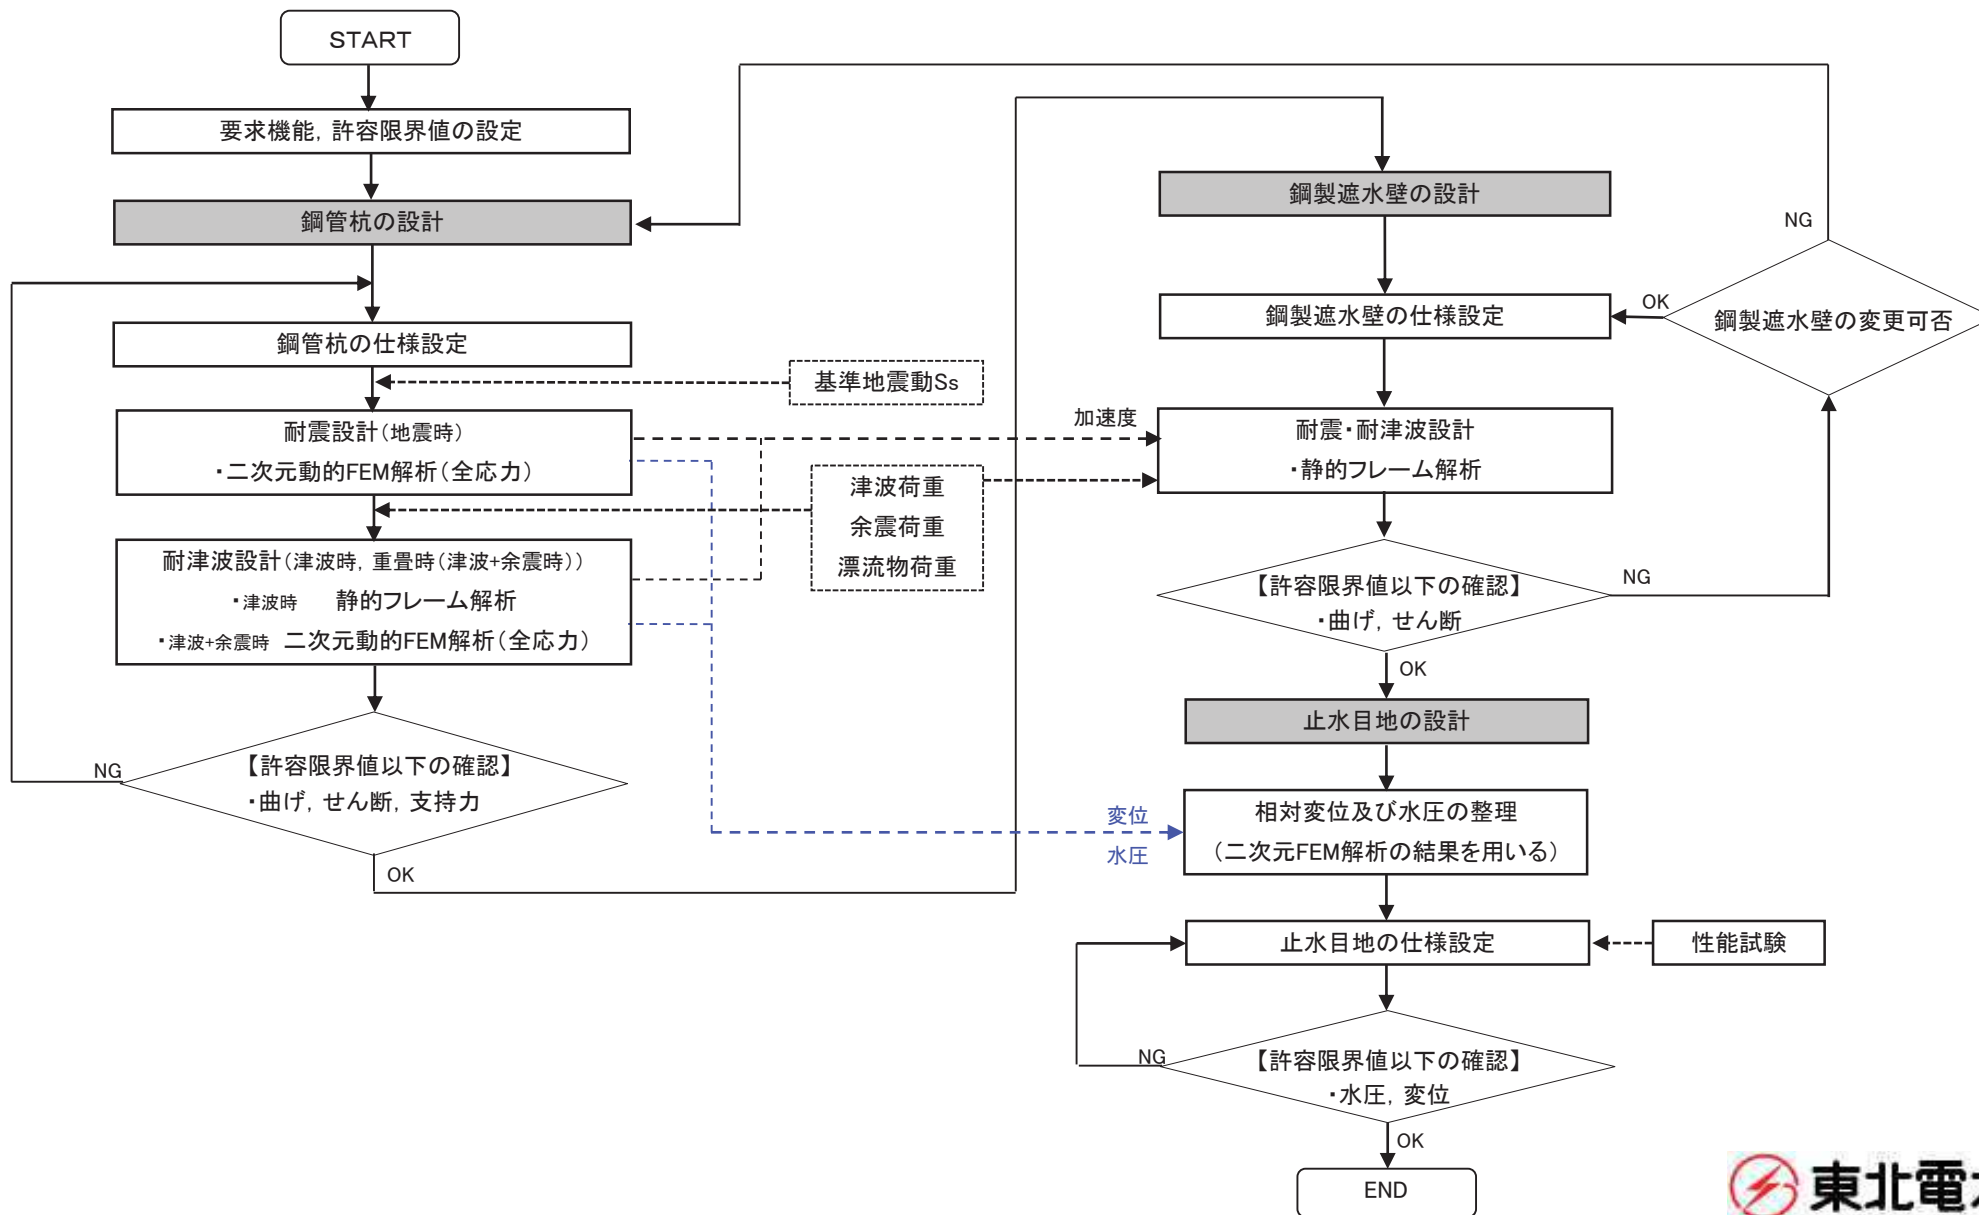 START
要求機能, 許容限界値の設定
鋼管杭の設計
鋼管杭の仕様設定
基準地震動Ss
耐震設計(地震時)
・二次元動的FEM解析(全応力)
津波荷重
余震荷重
漂流物荷重
耐津波設計(津波時, 重畳時(津波+余震時))
・津波時 静的フレーム解析
・津波+余震時 二次元動的FEM解析(全応力)
NG
【許容限界値以下の確認】
・曲げ, せん断, 支持力
OK
鋼製遮水壁の設計
NG
鋼製遮水壁の仕様設定
OK
鋼製遮水壁の変更可否
加速度
耐震・耐津波設計
・静的フレーム解析
【許容限界値以下の確認】
・曲げ, せん断
NG
OK
止水目地の設計
変位
水圧
相対変位及び水圧の整理
(二次元FEM解析の結果を用いる)
止水目地の仕様設定
性能試験
NG
【許容限界値以下の確認】
・水圧, 変位
OK
END
東北電